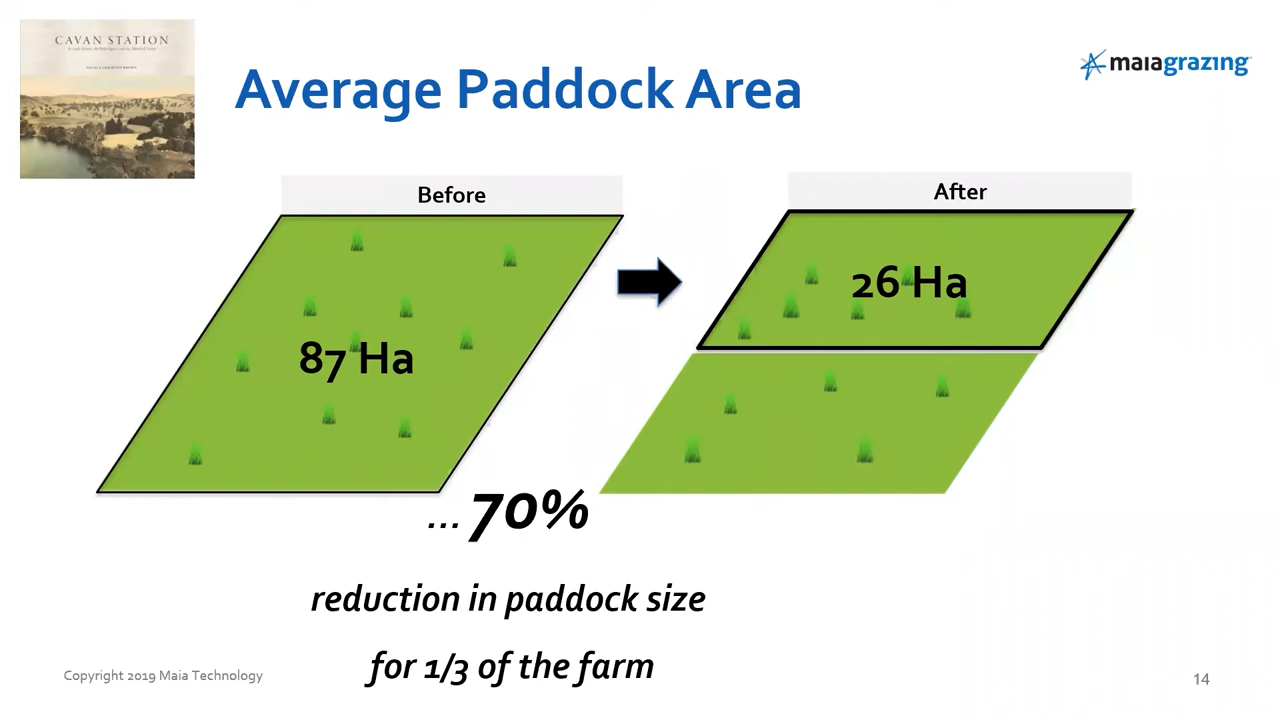 CAVAN STATION
maiagrazing
Average Paddock Area
Before
After
87 Ha
26 Ha
... 70%
reduction in paddock size
for 1/3 of the farm
Copyright 2019 Maia Technology
14